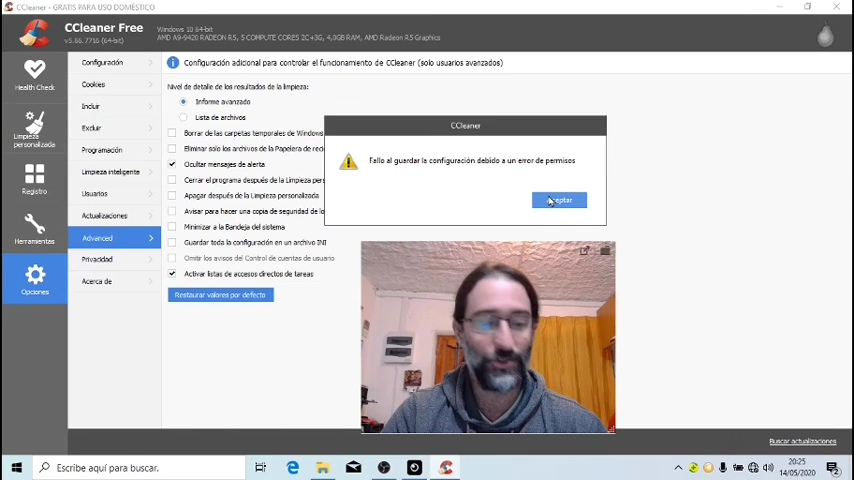 CCleaner - GRATIS PARA USO DOMÉSTICO
CCleaner Free
v5.66.7716 (64-bit)
Windows 10 64-bit
AMD A9-9420 RADEON R5, 5 COMPUTE CORES 2C+3G, 4,0GB RAM, AMD Radeon R5 Graphics
Health Check
Limpieza
personalizada
Registro
Herramientas
Opciones
Configuración
Cookies
Incluir
Excluir
Programación
Limpieza inteligente
Usuarios
Actualizaciones
Advanced
Privacidad
Acerca de
Configuración adicional para controlar el funcionamiento de CCleaner (solo usuarios avanzados)
Nivel de detalle de los resultados de la limpieza:
Informe avanzado
Lista de archivos
Borrar de las carpetas temporales de Windows
Eliminar solo los archivos de la Papelera de reci
Ocultar mensajes de alerta
Cerrar el programa después de la Limpieza pers
Apagar después de la Limpieza personalizada
Avisar para hacer una copia de seguridad de lo
Minimizar a la Bandeja del sistema
Guardar toda la configuración en un archivo INI
Omitir los avisos del Control de cuentas de usuario
Activar listas de accesos directos de tareas
Restaurar valores por defecto
CCleaner
Fallo al guardar la configuración debido a un error de permisos
Aceptar
Buscar actualizaciones
Escribe aquí para buscar.
20:25
14/05/2020
2